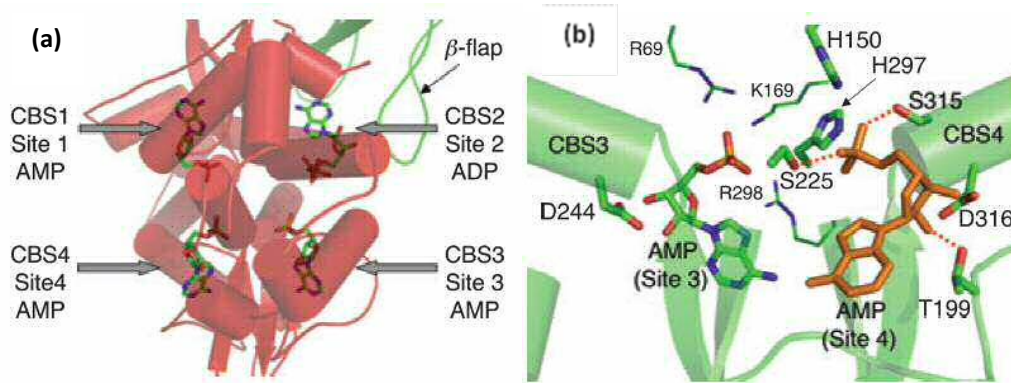 (a)
β-flap
CBS1
Site 1
AMP
CBS2
Site 2
ADP
CBS4
Site4
AMP
CBS3
Site 3
AMP
(b)
R69
H150
K169
H297
S315
CBS3
CBS4
S225
R298
D244
D316
AMP
(Site 3)
AMP
(Site 4)
T199